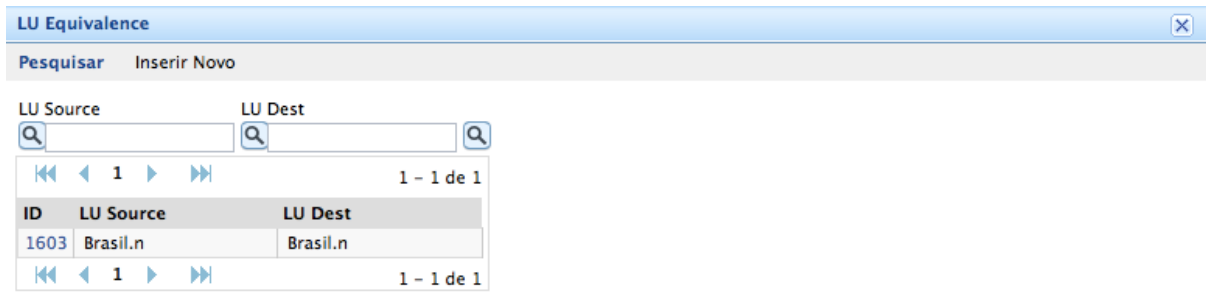 LU Equivalence
Pesquisar Inserir Novo
LU Source LU Dest
1 1 - 1 de 1
ID LU Source LU Dest
1603 Brasil.n Brasil.n
1 1 - 1 de 1